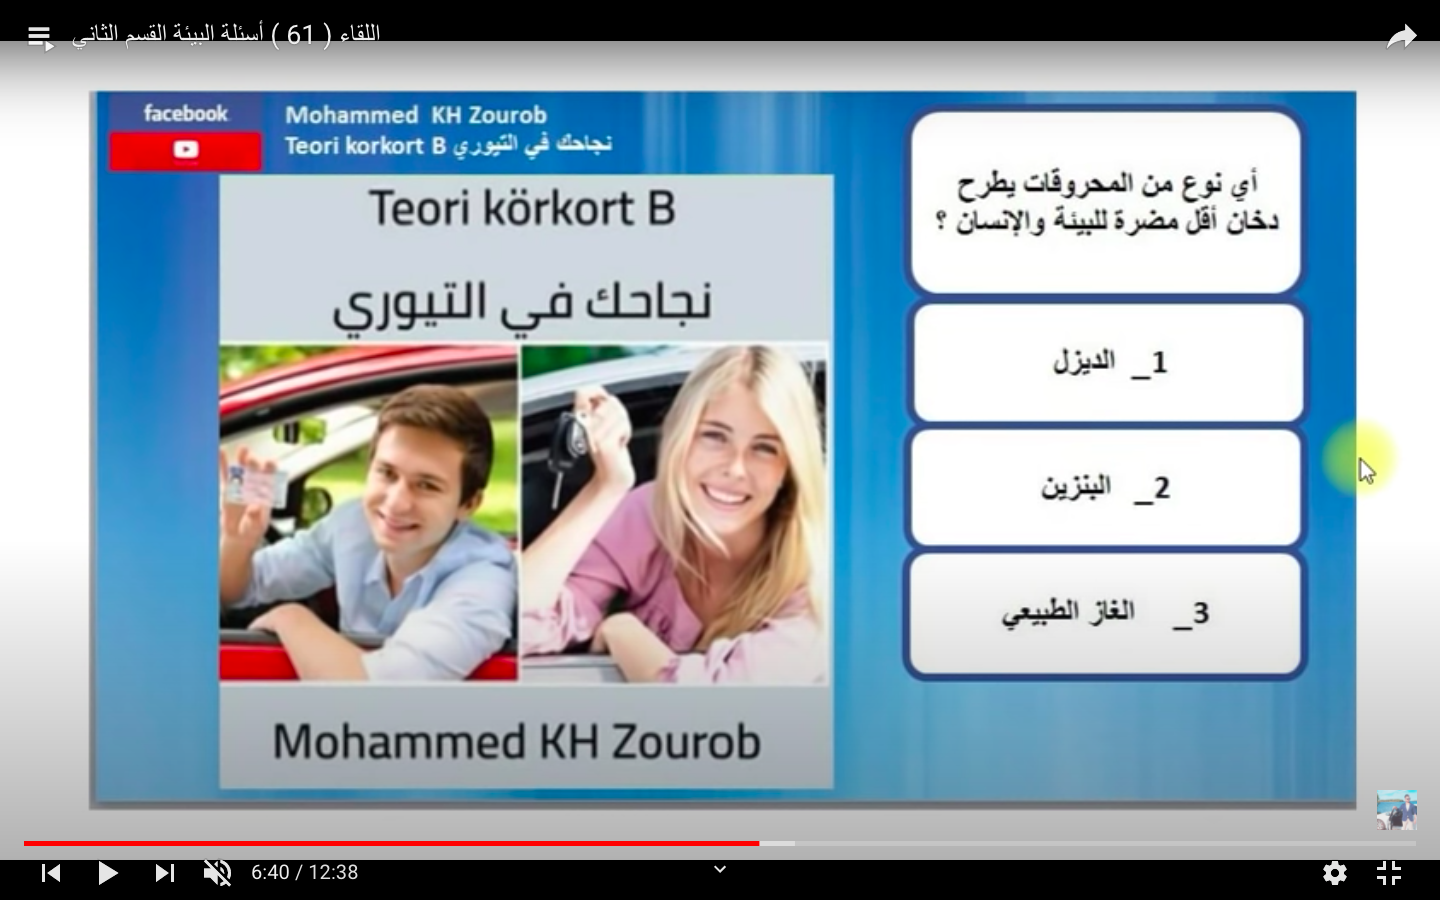 اللقاء ( 61 ) أسئلة البيئة القسم الثاني
facebook
Mohammed KH Zourob
Teori korkort B نجاحك في التيوري
Teori körkort B
نجاحك في التيوري
Mohammed KH Zourob
أي نوع من المحروقات يطرح
دخان أقل مضرة للبيئة والإنسان ؟
1_ الديزل
2_ البنزين
3_ الغاز الطبيعي
6:40 / 12:38